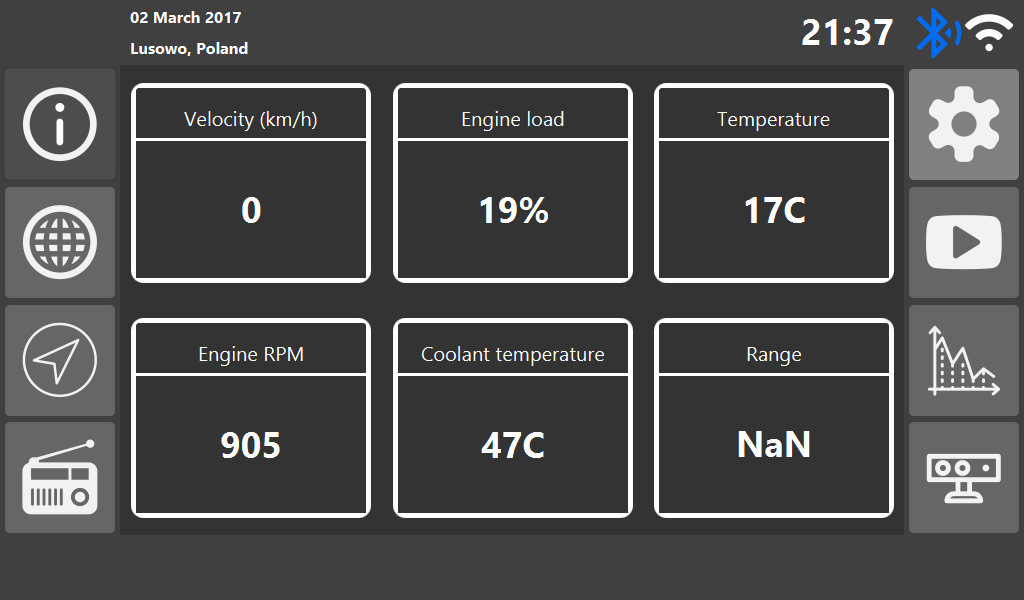 02 March 2017
Lusowo, Poland
21:37
Velocity (km/h)
0
Engine load
19%
Temperature
17C
Engine RPM
905
Coolant temperature
47C
Range
NaN